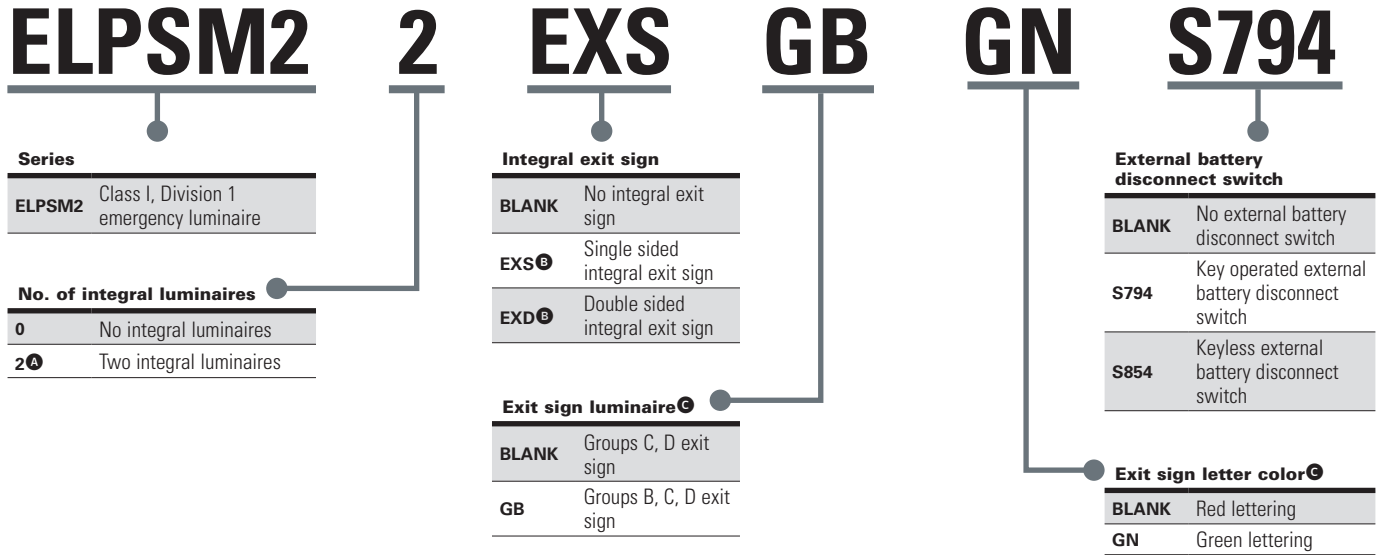 ELPSM2 2 EXS GB GN S794
Series
ELPSM2 Class I, Division 1
emergency luminaire
No. of integral luminaires
0 No integral luminaires
2Ⓐ Two integral luminaires
Integral exit sign
BLANK No integral exit
sign
EXSⒷ Single sided
integral exit sign
EXDⒷ Double sided
integral exit sign
Exit sign luminaireⒸ
BLANK Groups C, D exit
sign
GB Groups B, C, D exit
sign
External battery
disconnect switch
BLANK No external battery
disconnect switch
S794 Key operated external
battery disconnect
switch
S854 Keyless external
battery disconnect
switch
Exit sign letter colorⒸ
BLANK Red lettering
GN Green lettering